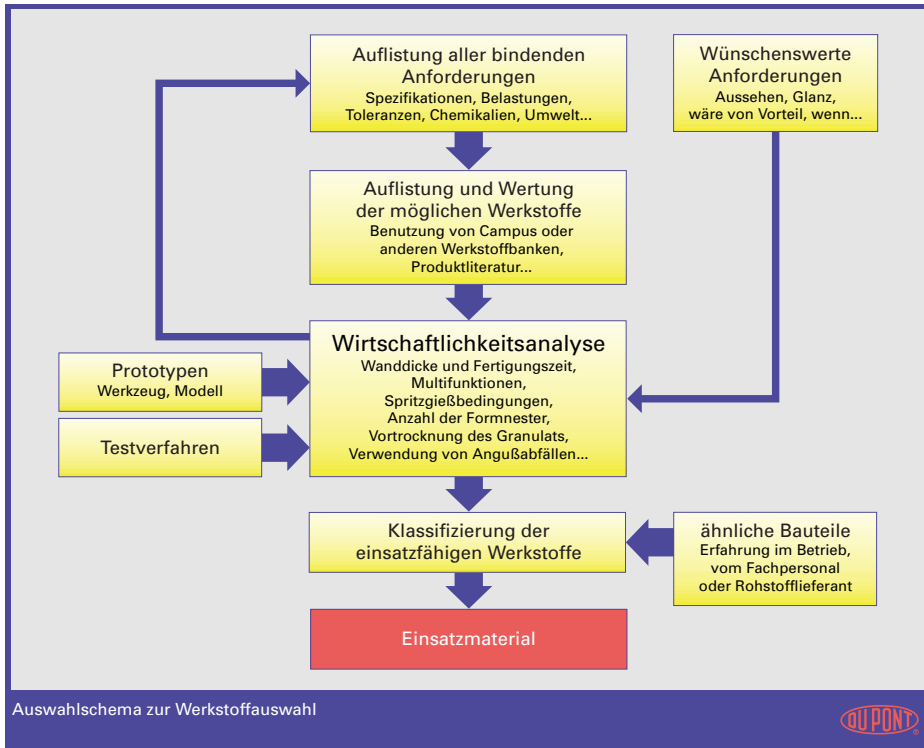 Auflistung aller bindenden
Anforderungen
Spezifikationen, Belastungen,
Toleranzen, Chemikalien, Umwelt...
Wünschenswerte
Anforderungen
Aussehen, Glanz,
wäre von Vorteil, wenn...
Auflistung und Wertung
der möglichen Werkstoffe
Benutzung von Campus oder
anderen Werkstoffbanken,
Produktliteratur...
Wirtschaftlichkeitsanalyse
Wanddicke und Fertigungszeit,
Multifunktionen,
Spritzgießbedingungen,
Anzahl der Formnester,
Vortrocknung des Granulats,
Verwendung von Angußabfällen...
Prototypen
Werkzeug, Modell
Testverfahren
Klassifizierung der
einsatzfähigen Werkstoffe
ähnliche Bauteile
Erfahrung im Betrieb,
vom Fachpersonal
oder Rohstofflieferant
Einsatzmaterial
Auswahlschema zur Werkstoffauswahl
DUPONT®